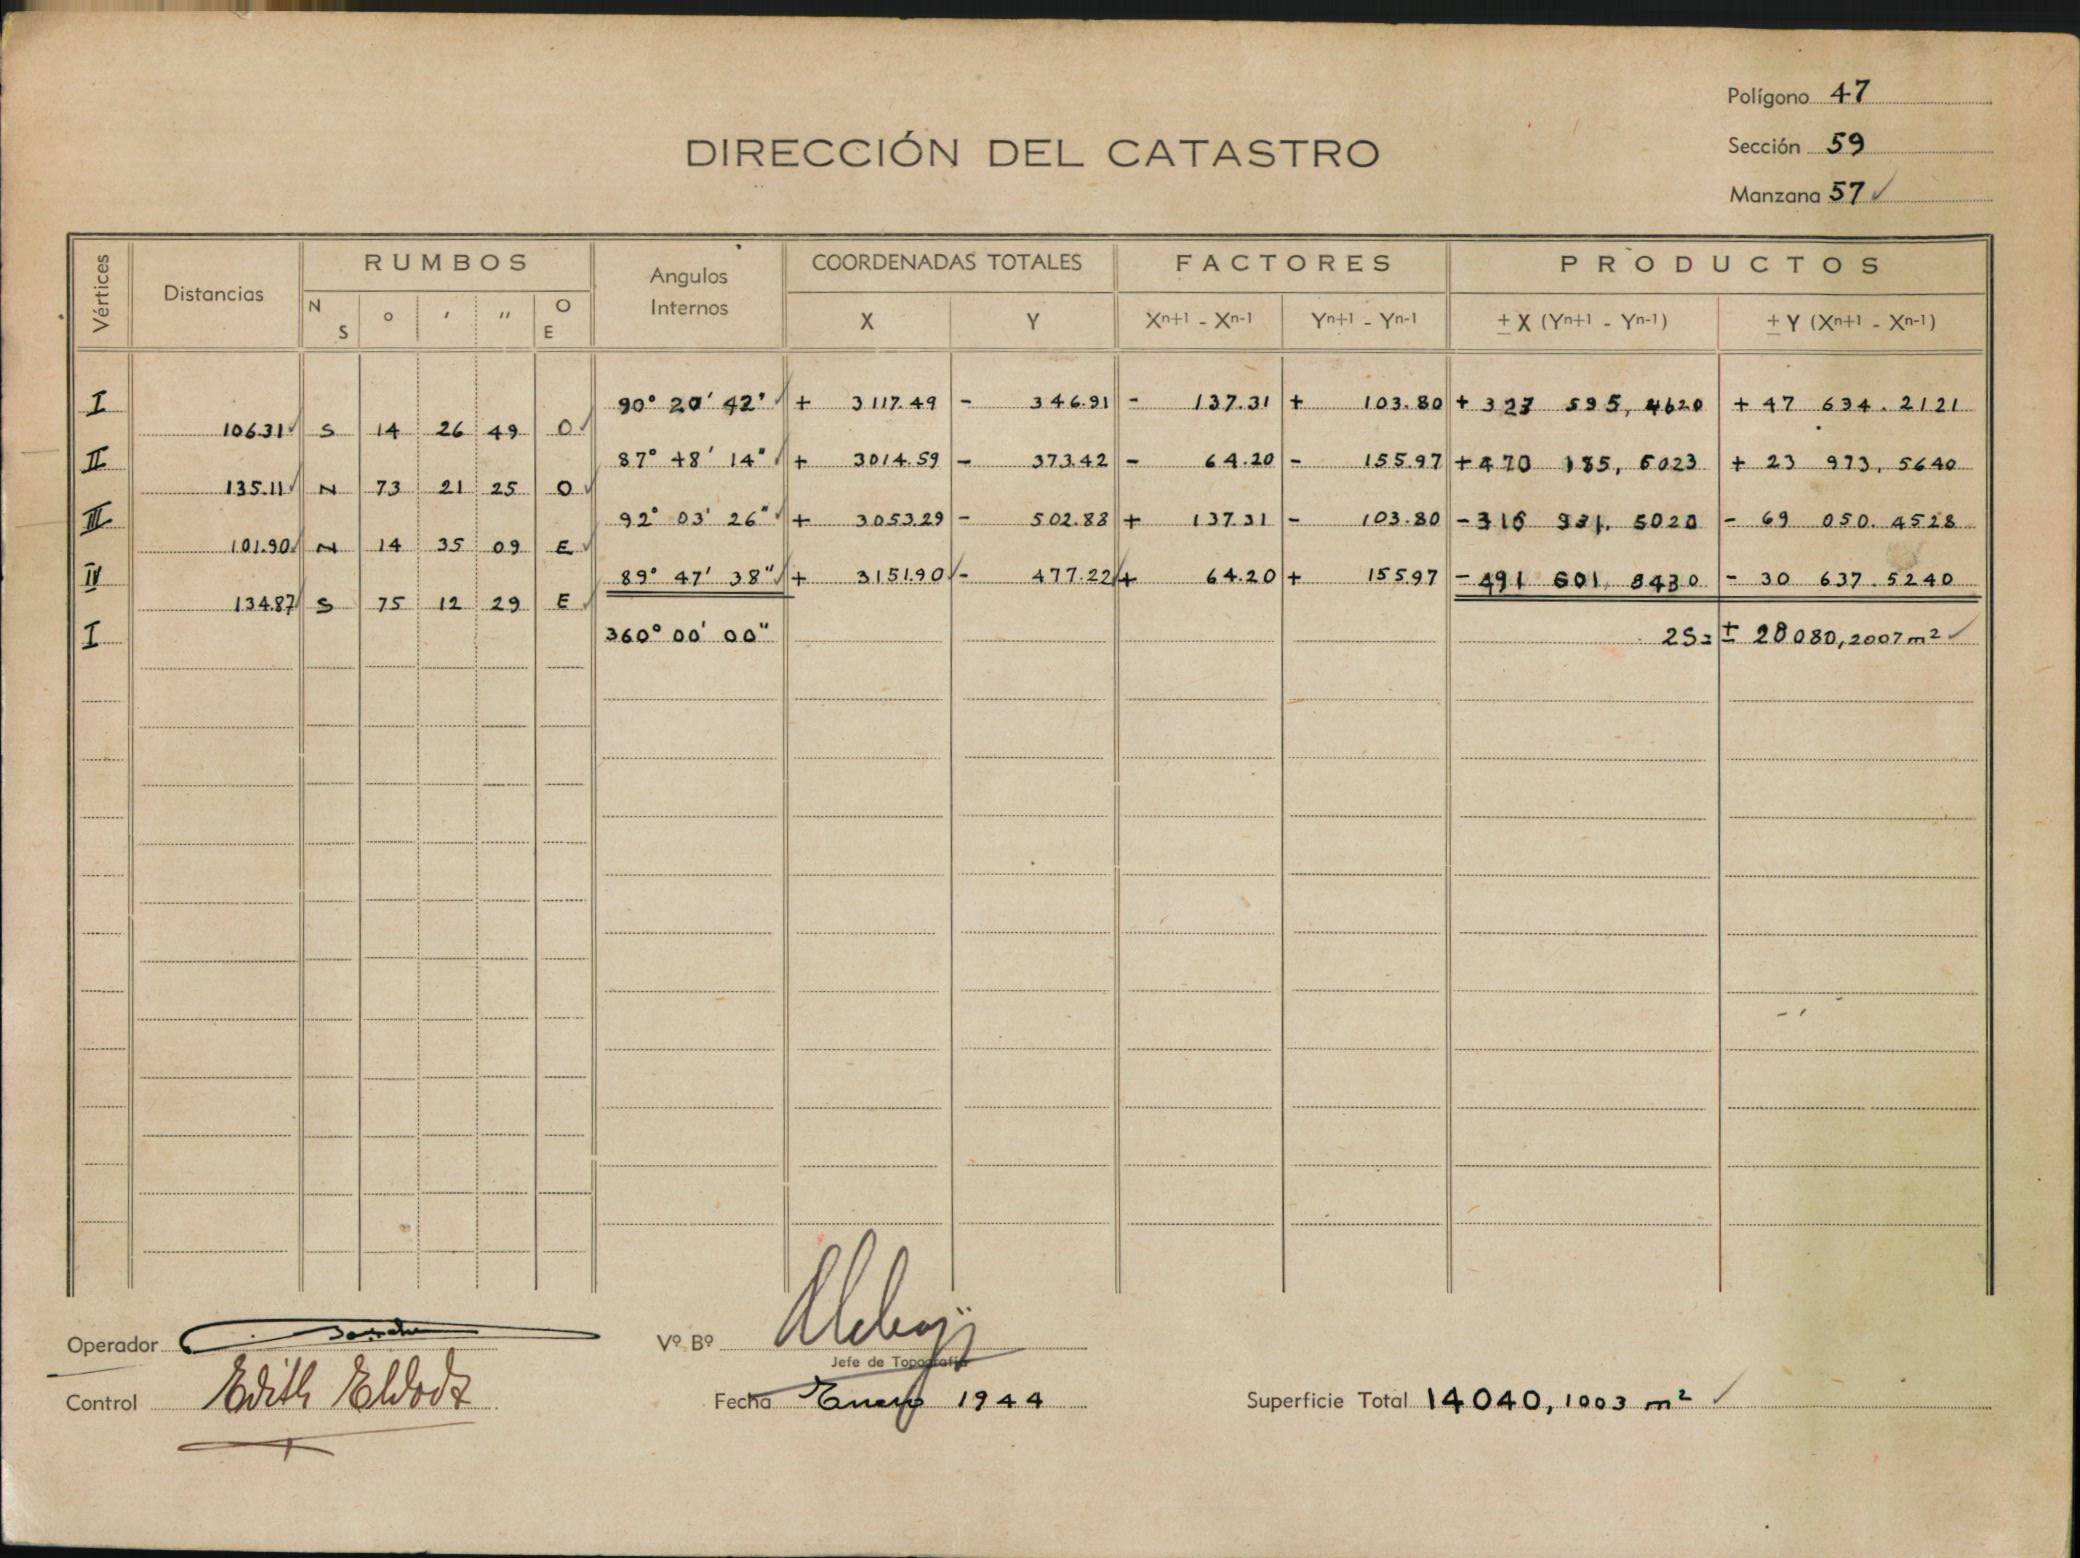 Polígono 47
DIRECCIÓN DEL CATASTRO
Sección 59
Manzana 57 ✓
Vértices Distancias RUMBOS Angulos Internos COORDENADAS TOTALES FACTORES PRODUCTOS
N S ° ' " O E X Y Xn+1 - Xn-1 Yn+1 - Yn-1 ± X (Yn+1 - Yn-1) ± Y (Xn+1 - Xn-1)
I 90° 20' 42" + 3117.49 - 346.91 - 137.31 + 103.80 + 323 595,4620 + 47 634.2121
106.31 S 14 26 49 O
II 87° 48' 14" + 3014.59 - 373.42 - 64.20 - 155.97 + 470 185,6023 + 23 973,5640
135.11 N 73 21 25 O
III 92° 03' 26" + 3053.29 - 502.88 + 137.31 - 103.80 - 316 931.5020 - 69 050.4528
101.90 N 14 35 09 E
IV 89° 47' 38" + 3151.90 - 477.22 + 64.20 + 155.97 - 491 601,8430 - 30 637.5240
134.87 S 75 12 29 E
I 360° 00' 00" 2S= ± 28080,2007 m²
Operador Vº Bº
Jefe de Topografía
Control Edith Fecha Enero 1944 Superficie Total 14040,1003 m²